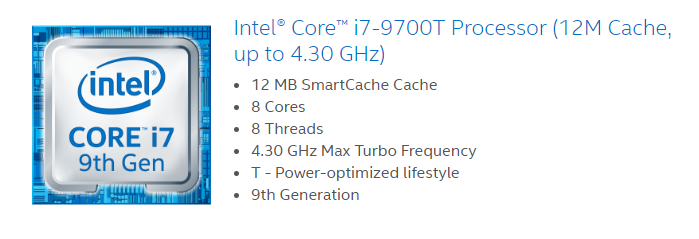 intel®
CORE™ i7
9th Gen
Intel® Core™ i7-9700T Processor (12M Cache,
up to 4.30 GHz)
• 12 MB SmartCache Cache
• 8 Cores
• 8 Threads
• 4.30 GHz Max Turbo Frequency
• T - Power-optimized lifestyle
• 9th Generation